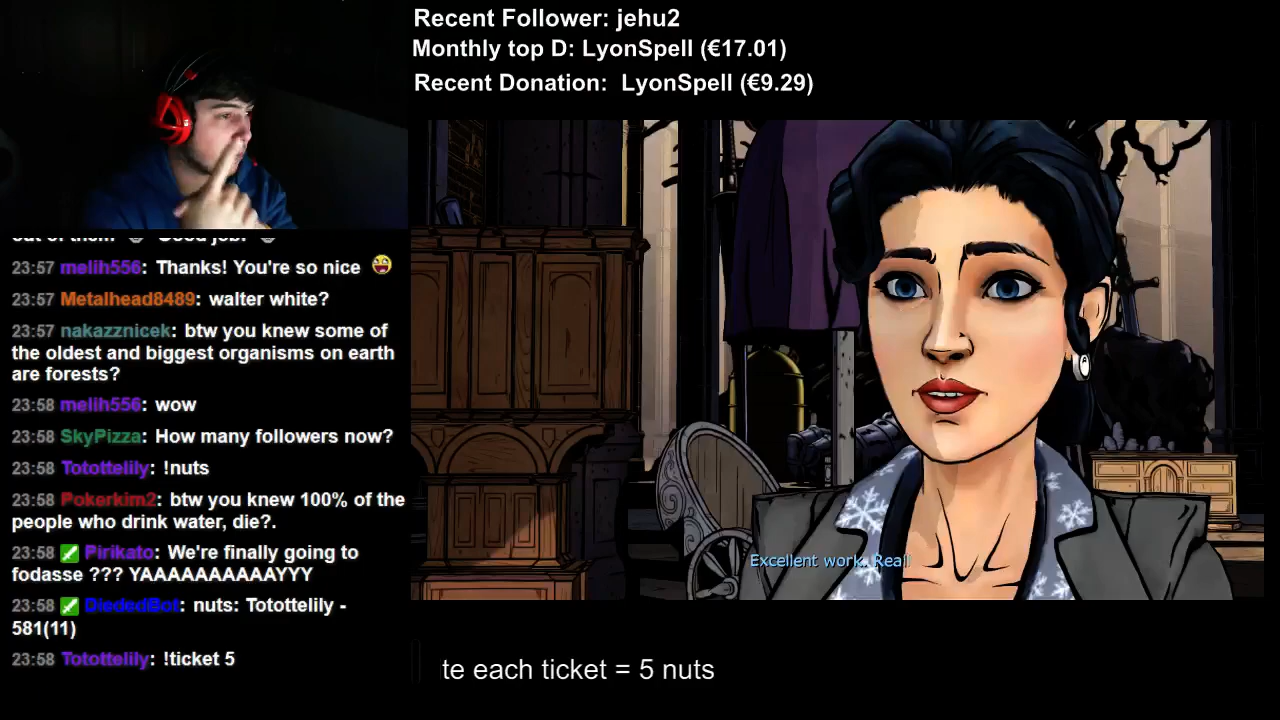 Recent Follower: jehu2
Monthly top D: LyonSpell (€17.01)
Recent Donation: LyonSpell (€9.29)
23:57 melih556: Thanks! You're so nice
23:57 Metalhead8489: walter white?
23:57 nakazznicek: btw you knew some of
the oldest and biggest organisms on earth
are forests?
23:58 melih556: wow
23:58 SkyPizza: How many followers now?
23:58 Totottelily: !nuts
23:58 Pokerkim2: btw you knew 100% of the
people who drink water, die?.
23:58 Pirikato: We're finally going to
fodasse ??? YAAAAAAAAAAYYY
23:58 DiededBot: nuts: Totottelily -
581(11)
23:58 Totottelily: !ticket 5
Excellent work. Reall
te each ticket = 5 nuts